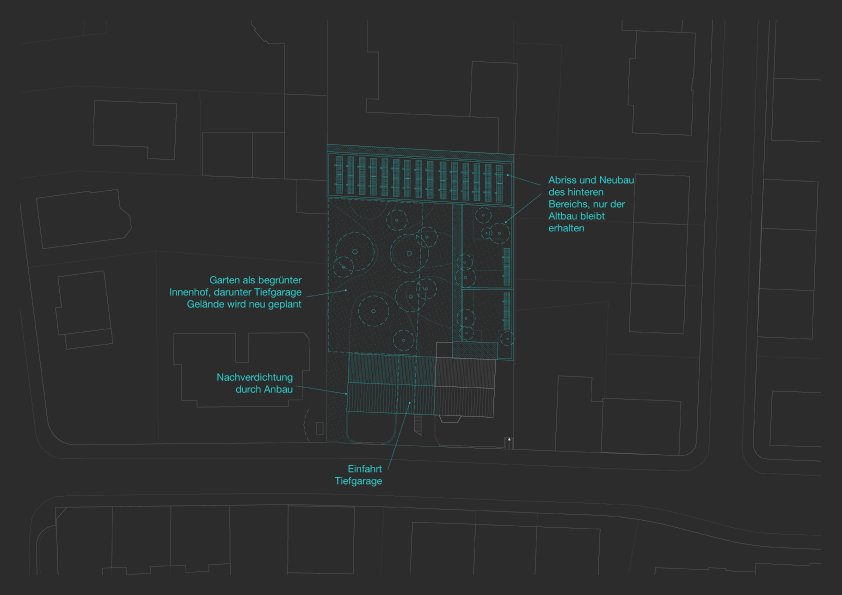 Abriss und Neubau
des hinteren
Bereichs, nur der
Altbau bleibt
erhalten
Garten als begrünter
Innenhof, darunter Tiefgarage
Gelände wird neu geplant
Nachverdichtung
durch Anbau
Einfahrt
Tiefgarage